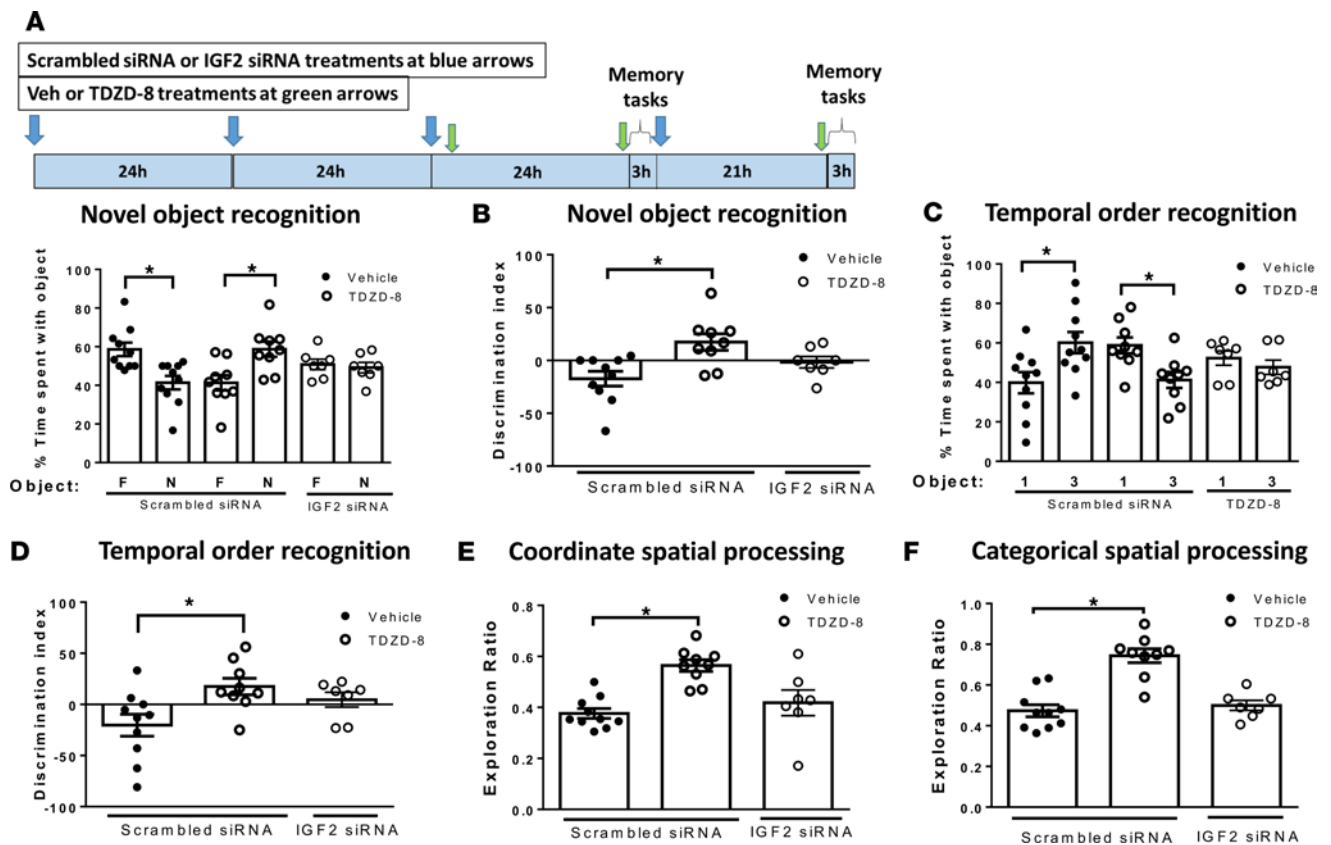 A
Scrambled siRNA or IGF2 siRNA treatments at blue arrows
Veh or TDZD-8 treatments at green arrows
Memory
tasks
Memory
tasks
24h
24h
24h
3h
21h
3h
Novel object recognition
% Time spent with object
100
80
60
40
20
0
*
*
Vehicle
TDZD-8
Object:
F
N
F
N
F
N
Scrambled siRNA
IGF2 siRNA
B
Novel object recognition
Discrimination index
100
50
0
-50
-100
*
Vehicle
TDZD-8
Scrambled siRNA
IGF2 siRNA
C
Temporal order recognition
% Time spent with object
100
80
60
40
20
0
*
*
Vehicle
TDZD-8
Object:
1
3
1
3
1
3
Scrambled siRNA
TDZD-8
D
Temporal order recognition
Discrimination index
100
50
0
-50
-100
*
Vehicle
TDZD-8
Scrambled siRNA
IGF2 siRNA
E
Coordinate spatial processing
Exploration Ratio
0.8
0.6
0.4
0.2
0.0
*
Vehicle
TDZD-8
Scrambled siRNA
IGF2 siRNA
F
Categorical spatial processing
Exploration Ratio
1.0
0.8
0.6
0.4
0.2
0.0
*
Vehicle
TDZD-8
Scrambled siRNA
IGF2 siRNA